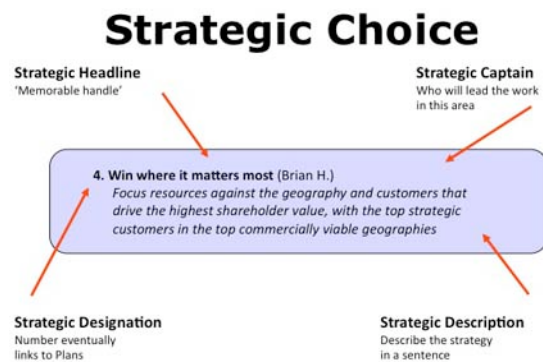 Strategic Choice
Strategic Headline
'Memorable handle'
Strategic Captain
Who will lead the work
in this area
4. Win where it matters most (Brian H.)
Focus resources against the geography and customers that
drive the highest shareholder value, with the top strategic
customers in the top commercially viable geographies
Strategic Designation
Number eventually
links to Plans
Strategic Description
Describe the strategy
in a sentence